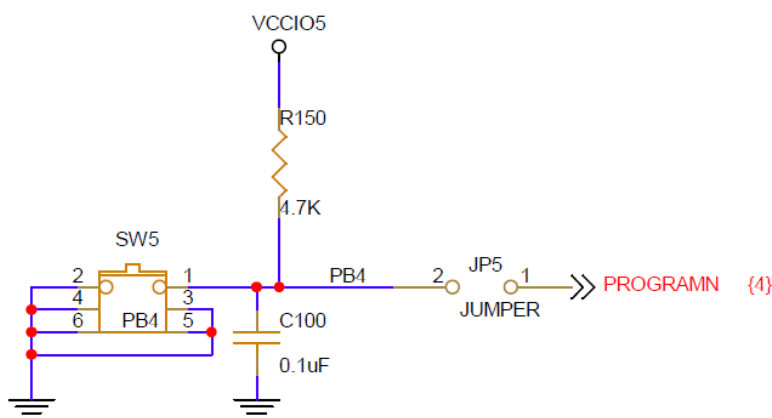 VCCIO5
R150
4.7K
SW5
2 1
4 3
6 PB4 5
PB4
2 JP5 1
JUMPER
PROGRAMN {4}
C100
0.1uF